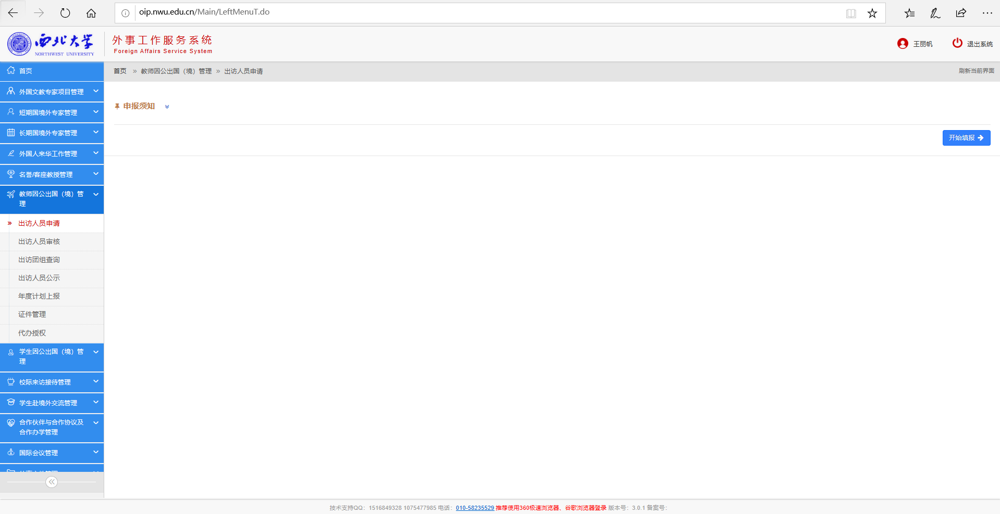 oip.nwu.edu.cn/Main/LeftMenuT.do
西北大学
NORTHWEST UNIVERSITY
外事工作服务系统
Foreign Affairs Service System
王丽帆
退出系统
首页
首页 » 教师因公出国（境）管理 » 出访人员申请
刷新当前界面
外国文教专家项目管理
短期国境外专家管理
长期国境外专家管理
外国人来华工作管理
名誉/客座教授管理
教师因公出国（境）管
理
» 出访人员申请
出访人员审核
出访团组查询
出访人员公示
年度计划上报
证件管理
代办授权
学生因公出国（境）管
理
校际来访接待管理
学生赴境外交流管理
合作伙伴与合作协议及
合作办学管理
国际会议管理
申报须知
开始填报
技术支持QQ：1516849328 1075477985 电话：010-58235529 推荐使用360极速浏览器、谷歌浏览器登录 版本号：3.0.1 备案号：